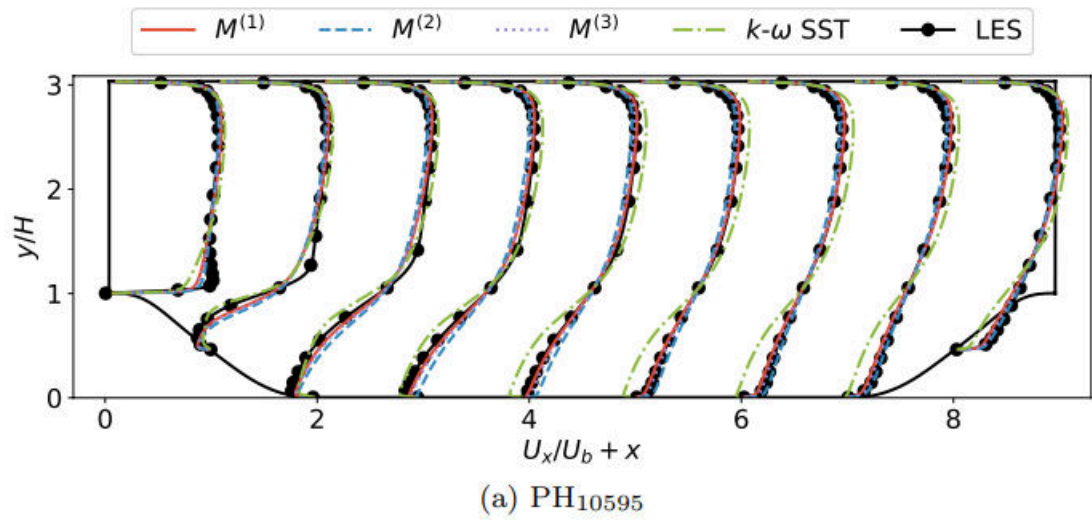 M(1) M(2) M(3) k-ω SST LES
3
2
1
0
y/H
0 2 4 6 8
Ux/Ub + x
(a) PH10595